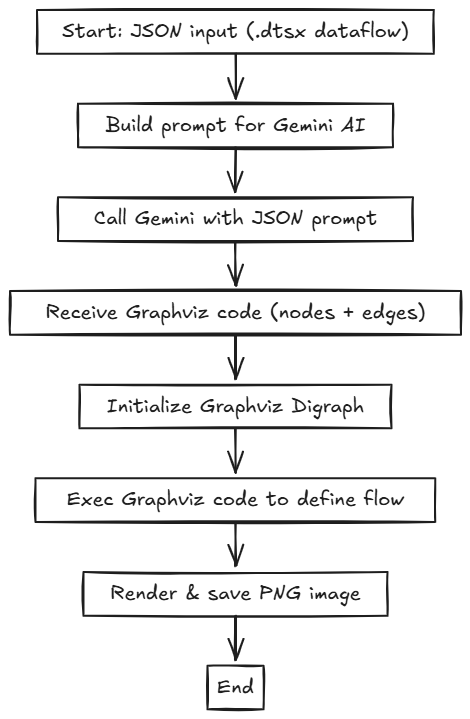 Start: JSON input (.dtsx dataflow)
Build prompt for Gemini AI
Call Gemini with JSON prompt
Receive Graphviz code (nodes + edges)
Initialize Graphviz Digraph
Exec Graphviz code to define flow
Render & save PNG image
End